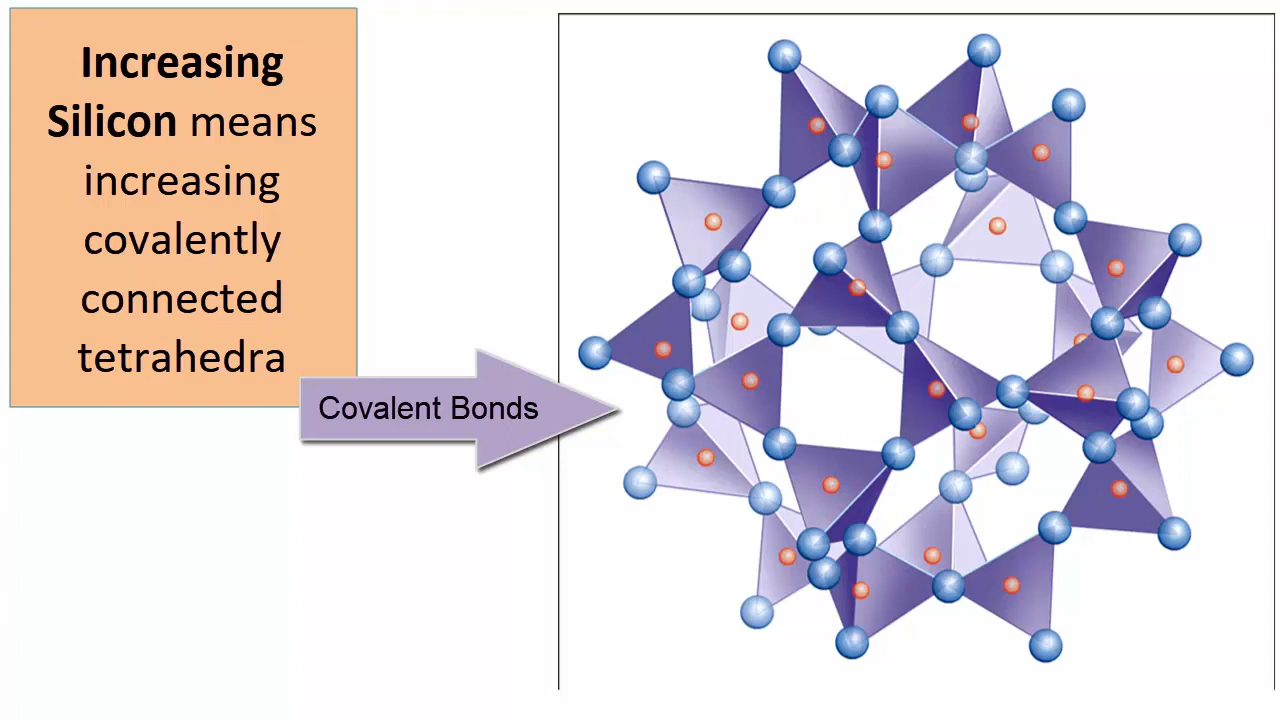 Increasing
Silicon means
increasing
covalently
connected
tetrahedra
Covalent Bonds